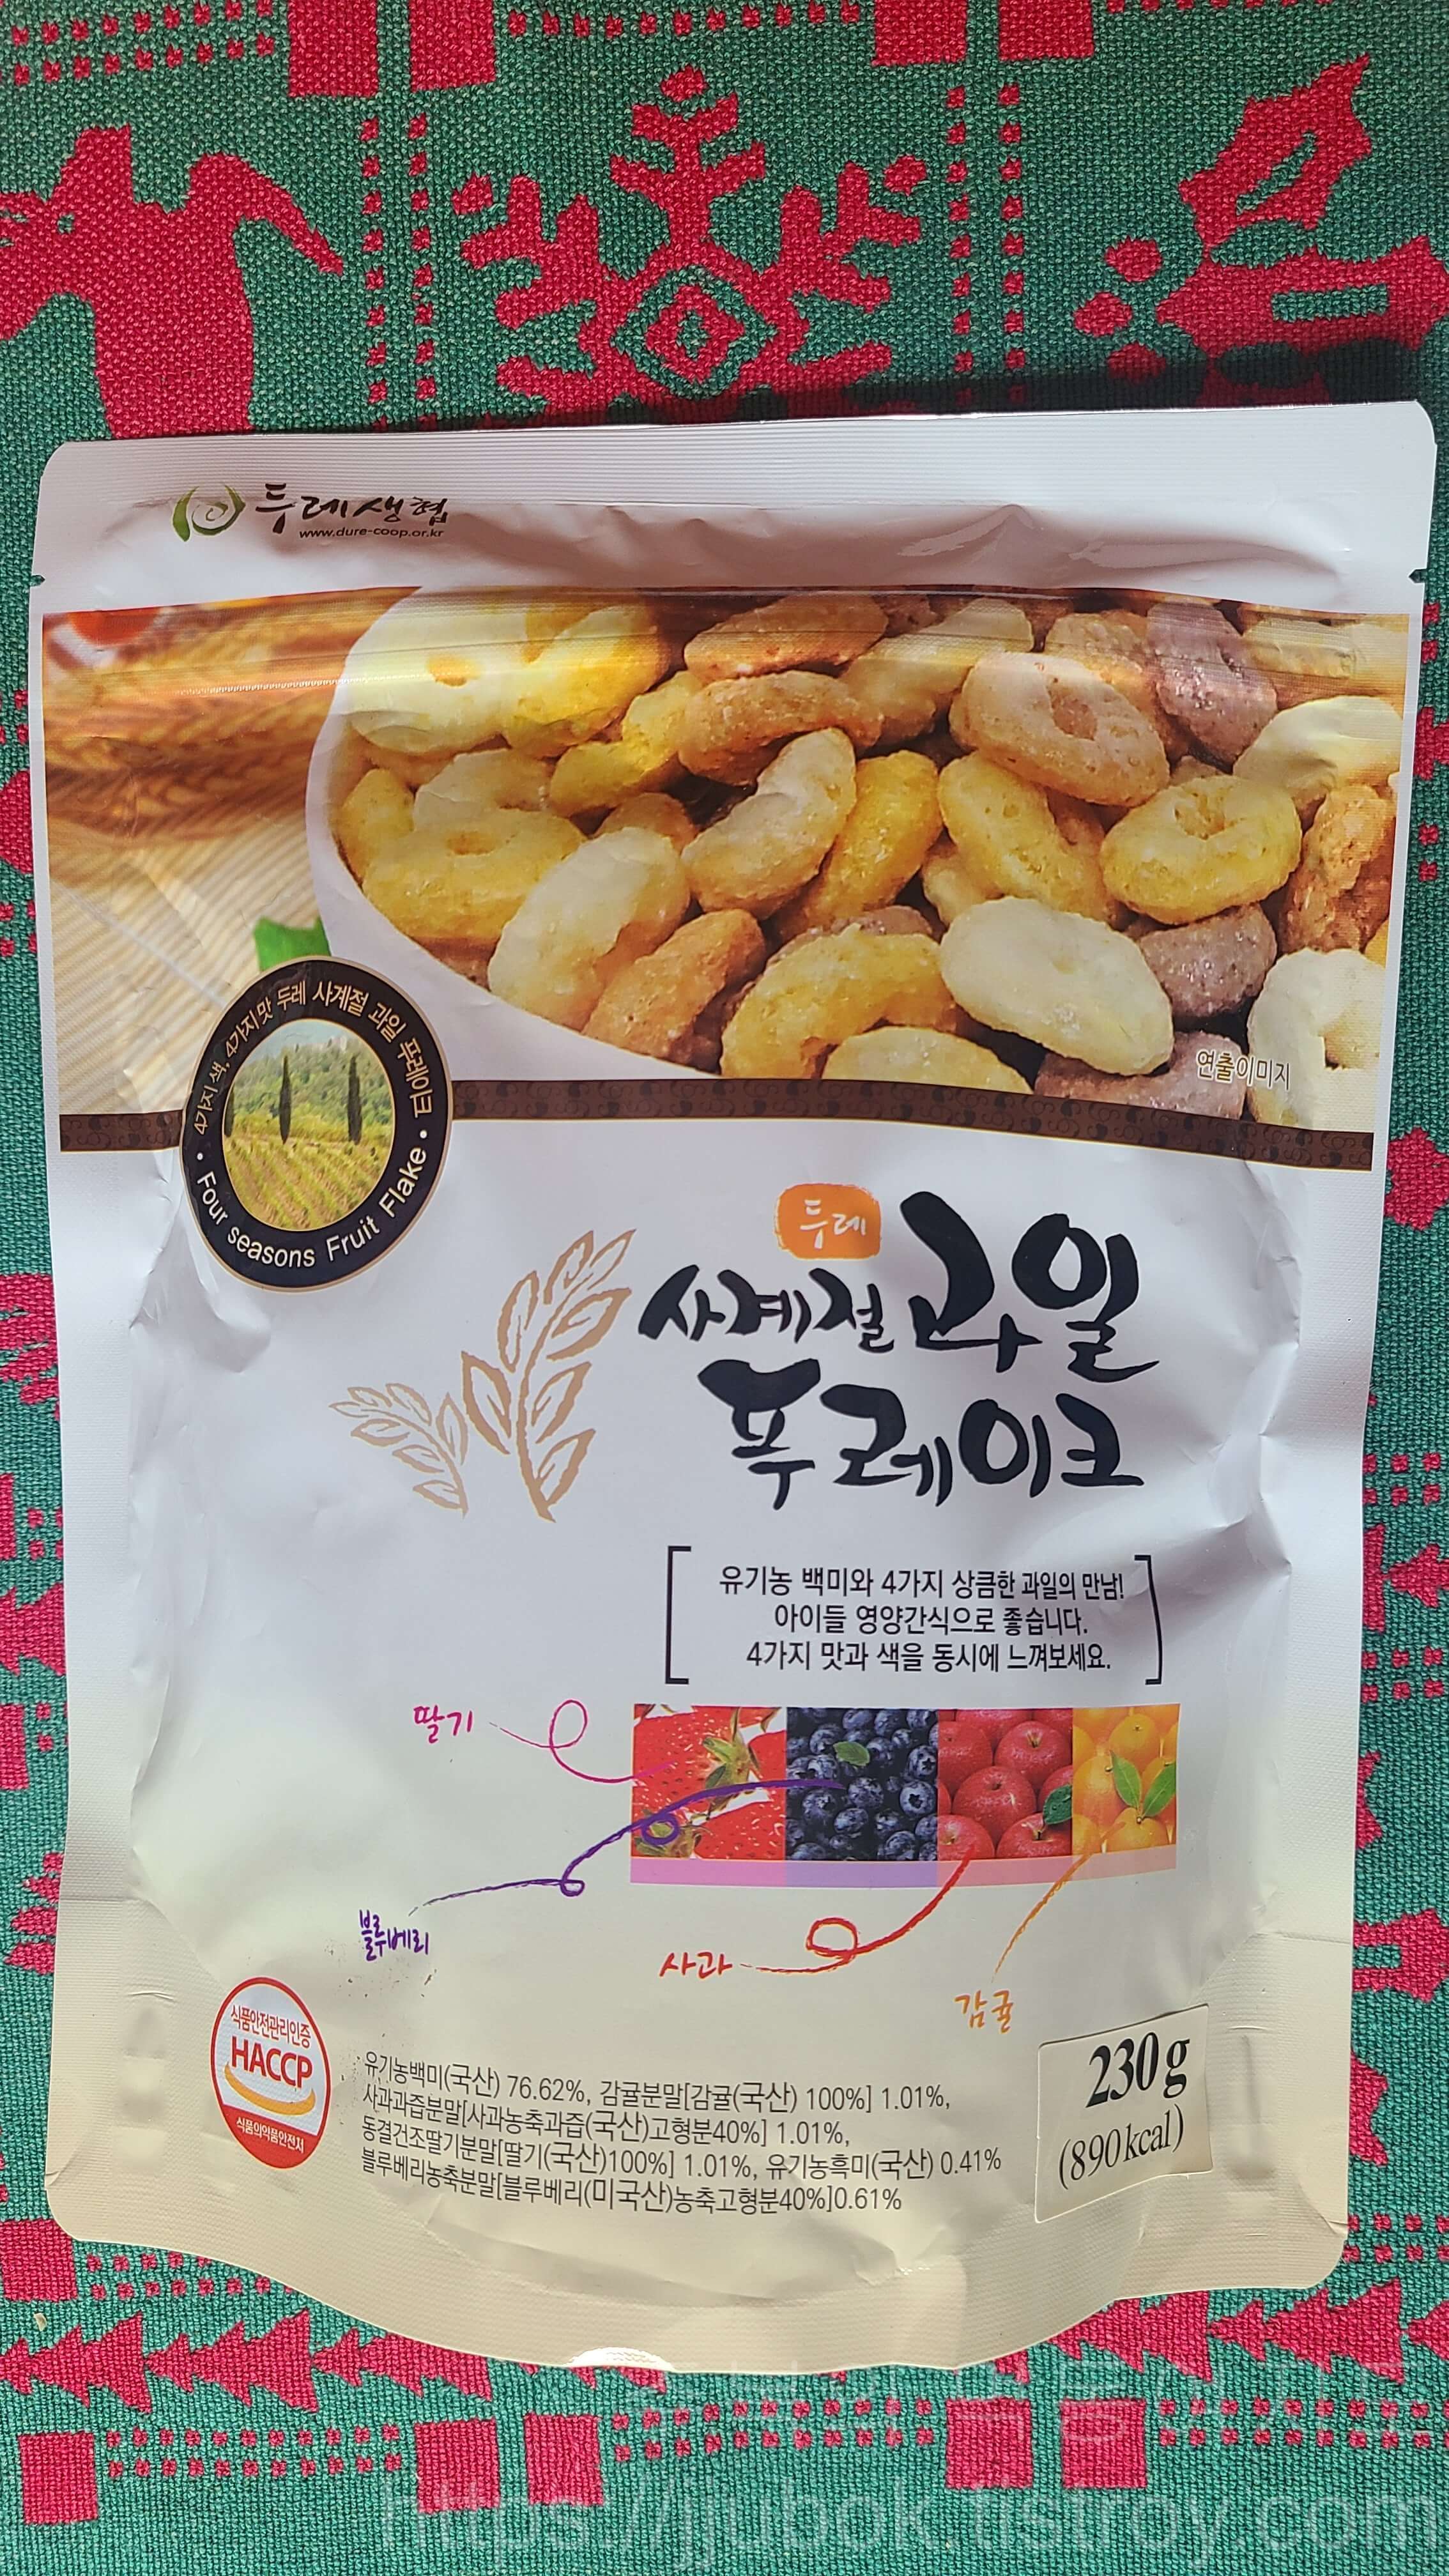 두레생협
www.dure-coop.or.kr
연출이미지
4가지 색, 4가지 맛 두레 사계절 과일 푸레이크
Four seasons Fruit Flake
두레
사계절 과일
푸레이크
유기농 백미와 4가지 상큼한 과일의 만남!
아이들 영양간식으로 좋습니다.
4가지 맛과 색을 동시에 느껴보세요.
딸기
블루베리
사과
감귤
식품안전관리인증
HACCP
식품의약품안전처
유기농백미(국산) 76.62%, 감귤분말[감귤(국산) 100%] 1.01%,
사과과즙분말[사과농축과즙(국산)고형분40%] 1.01%,
동결건조딸기분말[딸기(국산)100%] 1.01%, 유기농흑미(국산) 0.41%
블루베리농축분말[블루베리(미국산)농축고형분40%]0.61%
230g
(890kcal)
https://jjubok.tistroy.com